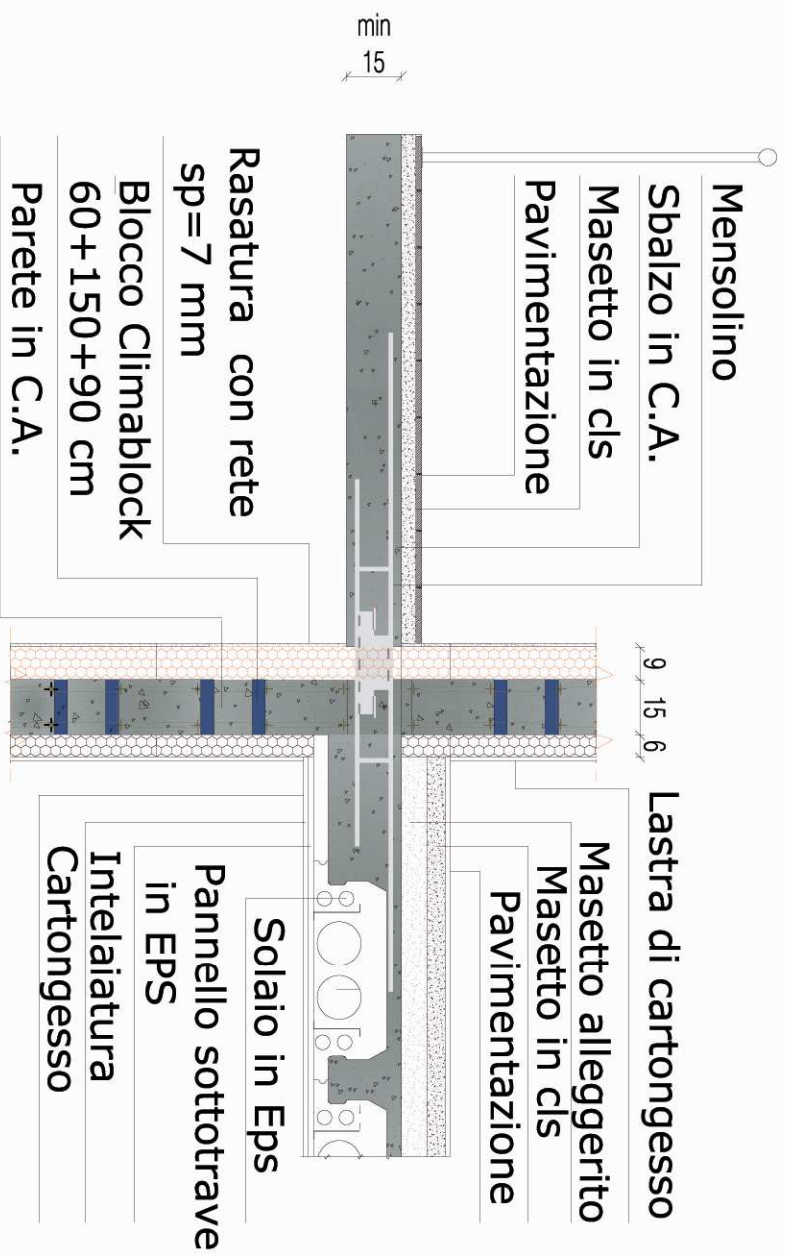 min
15
Mensolino
Sbalzo in C.A.
Masetto in cls
Pavimentazione
Rasatura con rete
sp=7 mm
Blocco Climablock
60+150+90 cm
Parete in C.A.
9
15
6
Lastra di cartongesso
Masetto alleggerito
Masetto in cls
Pavimentazione
Solaio in Eps
Pannello sottotrave
in EPS
Intelaiatura
Cartongesso